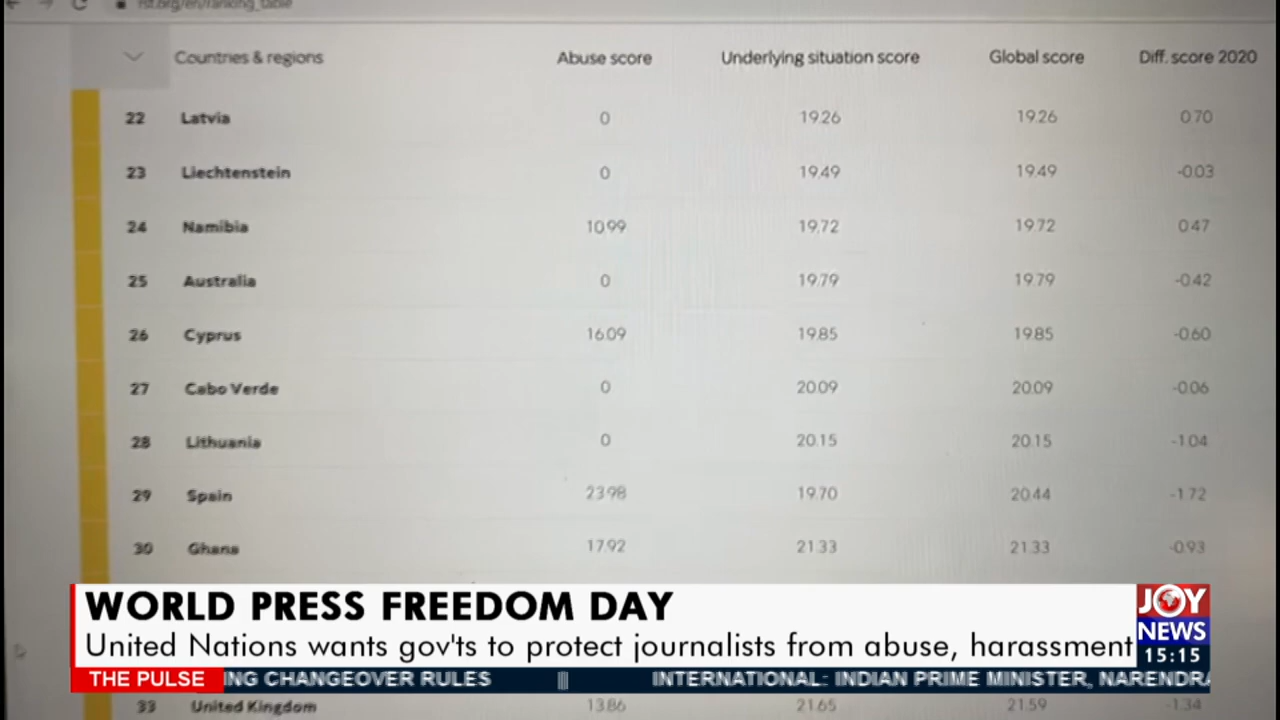 rsf.org/en/ranking_table
Countries & regions Abuse score Underlying situation score Global score Diff. score 2020
22 Latvia 0 19.26 19.26 0.70
23 Liechtenstein 0 19.49 19.49 -0.03
24 Namibia 10.99 19.72 19.72 0.47
25 Australia 0 19.79 19.79 -0.42
26 Cyprus 16.09 19.85 19.85 -0.60
27 Cabo Verde 0 20.09 20.09 -0.06
28 Lithuania 0 20.15 20.15 -1.04
29 Spain 23.98 19.70 20.44 -1.72
30 Ghana 17.92 21.33 21.33 -0.93
WORLD PRESS FREEDOM DAY
United Nations wants gov'ts to protect journalists from abuse, harassment
JOY
NEWS
15:15
THE PULSE NG CHANGEOVER RULES INTERNATIONAL: INDIAN PRIME MINISTER, NARENDRA
33 United Kingdom 13.86 21.65 21.59 -1.34